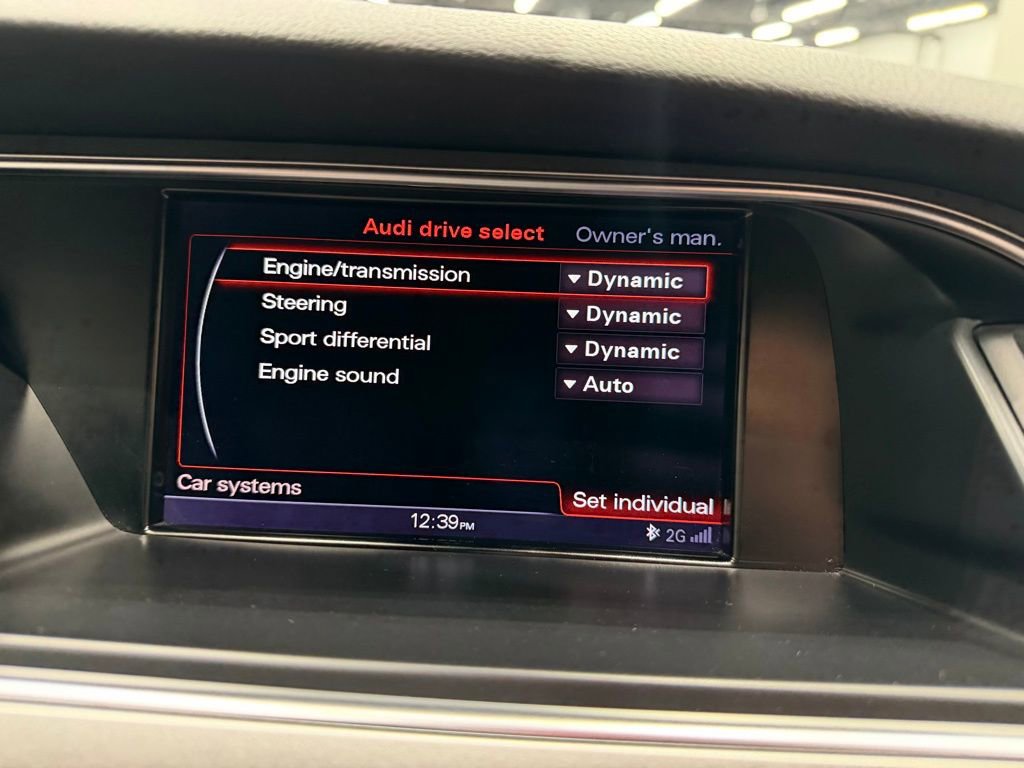 Audi drive select Owner's man.
Engine/transmission ▼ Dynamic
Steering ▼ Dynamic
Sport differential ▼ Dynamic
Engine sound ▼ Auto
Car systems Set individual
12:39PM 2G